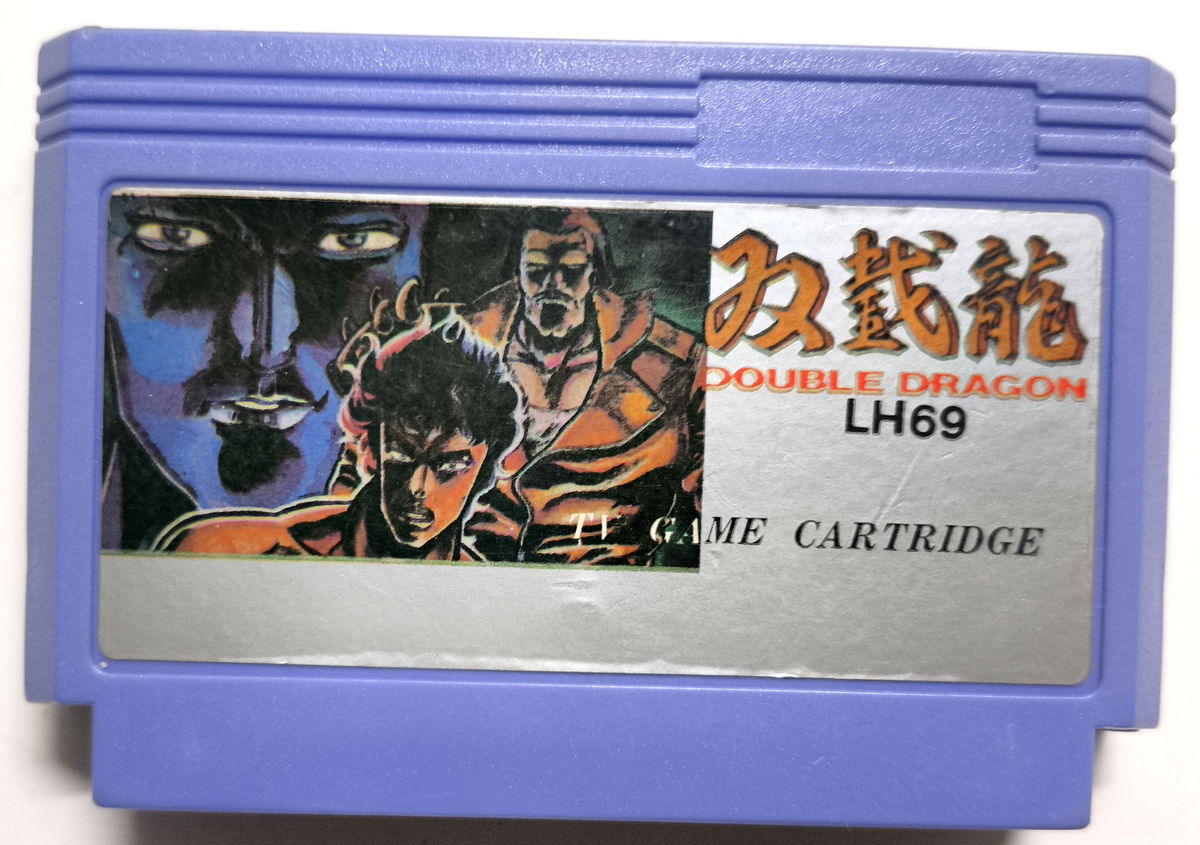 双截龍
DOUBLE DRAGON
LH69
TV GAME CARTRIDGE